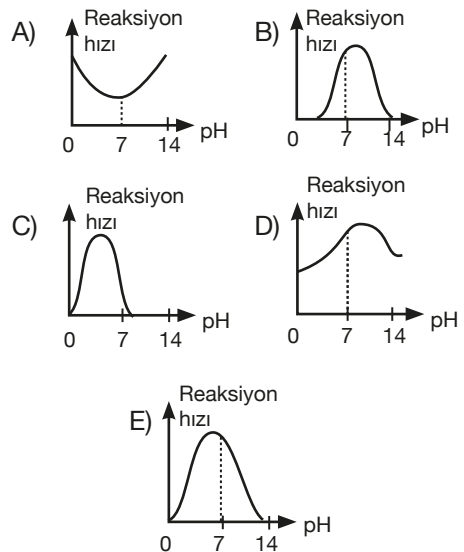 A) Reaksiyon
hızı
pH
0 7 14
B) Reaksiyon
hızı
pH
0 7 14
C) Reaksiyon
hızı
pH
0 7 14
D) Reaksiyon
hızı
pH
0 7 14
E) Reaksiyon
hızı
pH
0 7 14